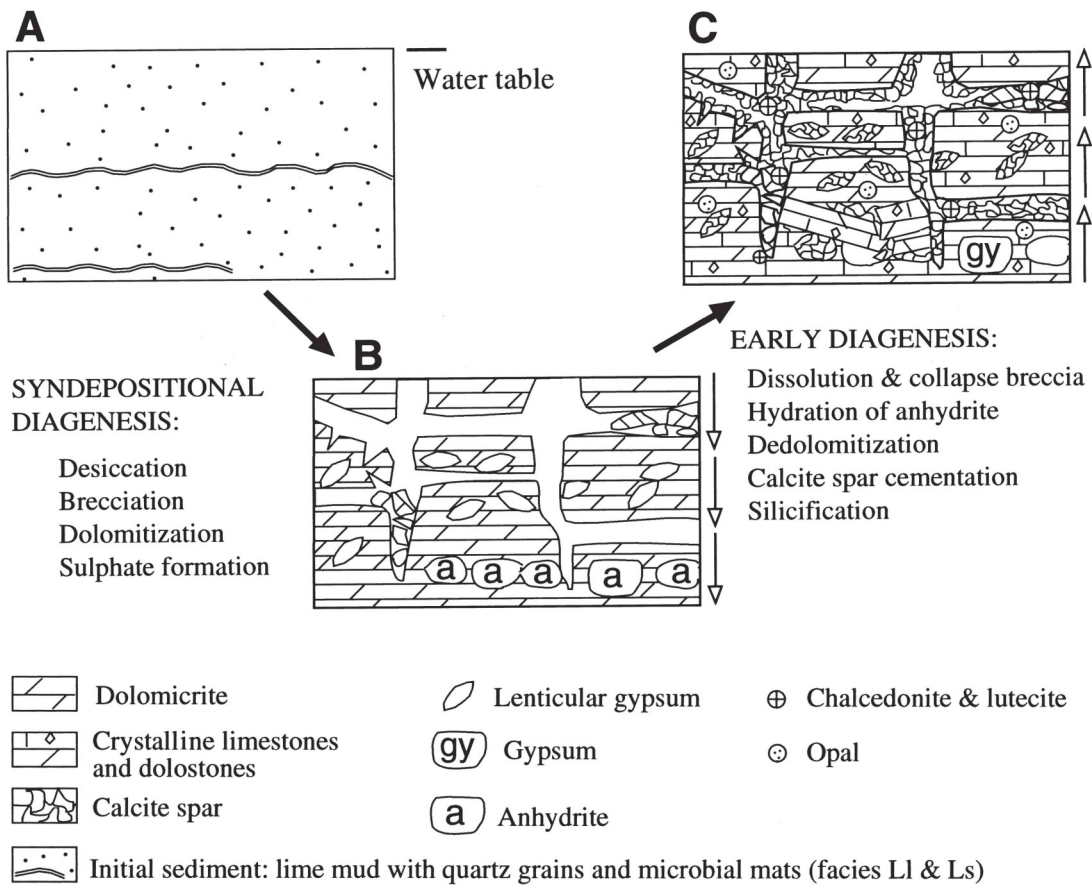 A
Water table
C
gy
SYNDEPOSITIONAL
DIAGENESIS:
Desiccation
Brecciation
Dolomitization
Sulphate formation
B
a a a a a
EARLY DIAGENESIS:
Dissolution & collapse breccia
Hydration of anhydrite
Dedolomitization
Calcite spar cementation
Silicification
Dolomicrite
Crystalline limestones
and dolostones
Calcite spar
Lenticular gypsum
gy Gypsum
a Anhydrite
Chalcedonite & lutecite
Opal
Initial sediment: lime mud with quartz grains and microbial mats (facies Ll & Ls)